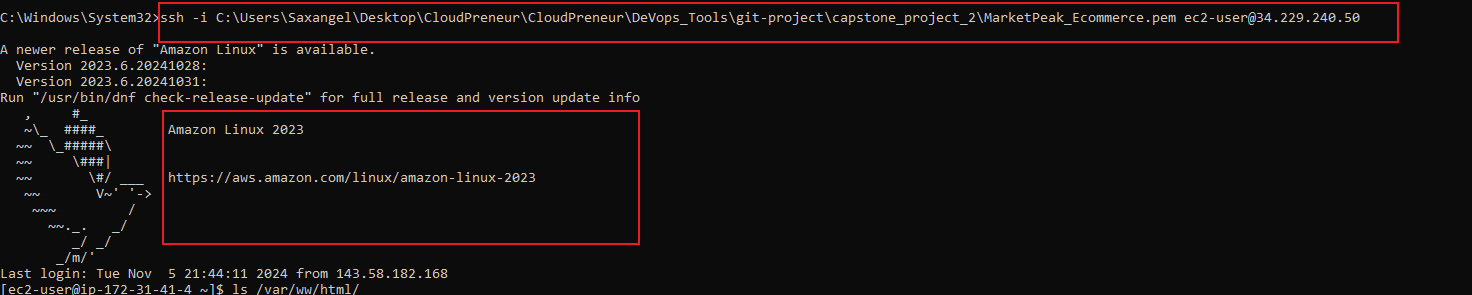 C:\Windows\System32>ssh -i C:\Users\Saxangel\Desktop\CloudPreneur\CloudPreneur\DeVops_Tools\git-project\capstone_project_2\MarketPeak_Ecommerce.pem ec2-user@34.229.240.50
A newer release of "Amazon Linux" is available.
  Version 2023.6.20241028:
  Version 2023.6.20241031:
Run "/usr/bin/dnf check-release-update" for full release and version update info
   ,     #_
   ~\_  ####_        Amazon Linux 2023
  ~~  \_#####\
  ~~     \###|
  ~~       \#/ ___   https://aws.amazon.com/linux/amazon-linux-2023
   ~~       V~' '->
    ~~~         /
      ~~._.   _/
         _/ _/
       _/m/'
Last login: Tue Nov  5 21:44:11 2024 from 143.58.182.168
[ec2-user@ip-172-31-41-4 ~]$ ls /var/ww/html/